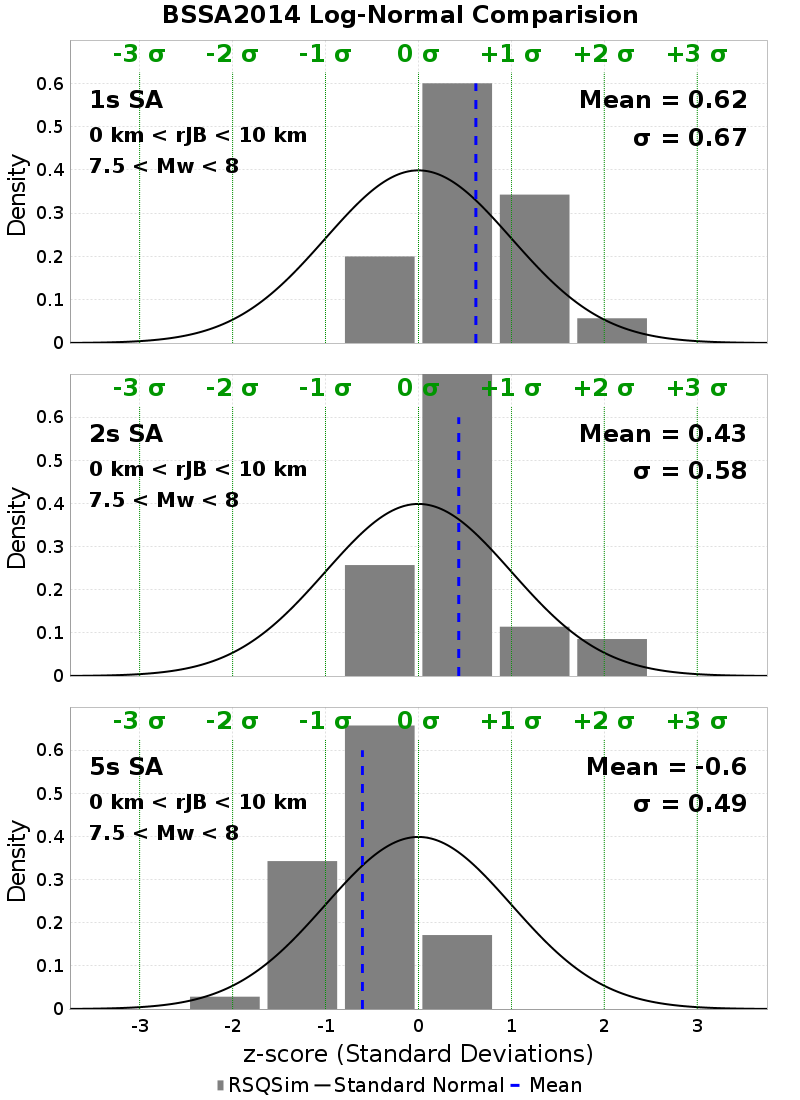 BSSA2014 Log-Normal Comparision
-3 σ -2 σ -1 σ 0 σ +1 σ +2 σ +3 σ
1s SA
0 km < rJB < 10 km
7.5 < Mw < 8
Mean = 0.62
σ = 0.67
0.6
0.5
0.4
0.3
0.2
0.1
0
Density
-3 σ -2 σ -1 σ 0 σ +1 σ +2 σ +3 σ
2s SA
0 km < rJB < 10 km
7.5 < Mw < 8
Mean = 0.43
σ = 0.58
0.6
0.5
0.4
0.3
0.2
0.1
0
Density
-3 σ -2 σ -1 σ 0 σ +1 σ +2 σ +3 σ
5s SA
0 km < rJB < 10 km
7.5 < Mw < 8
Mean = -0.6
σ = 0.49
0.6
0.5
0.4
0.3
0.2
0.1
0
Density
-3 -2 -1 0 1 2 3
z-score (Standard Deviations)
RSQSim Standard Normal Mean